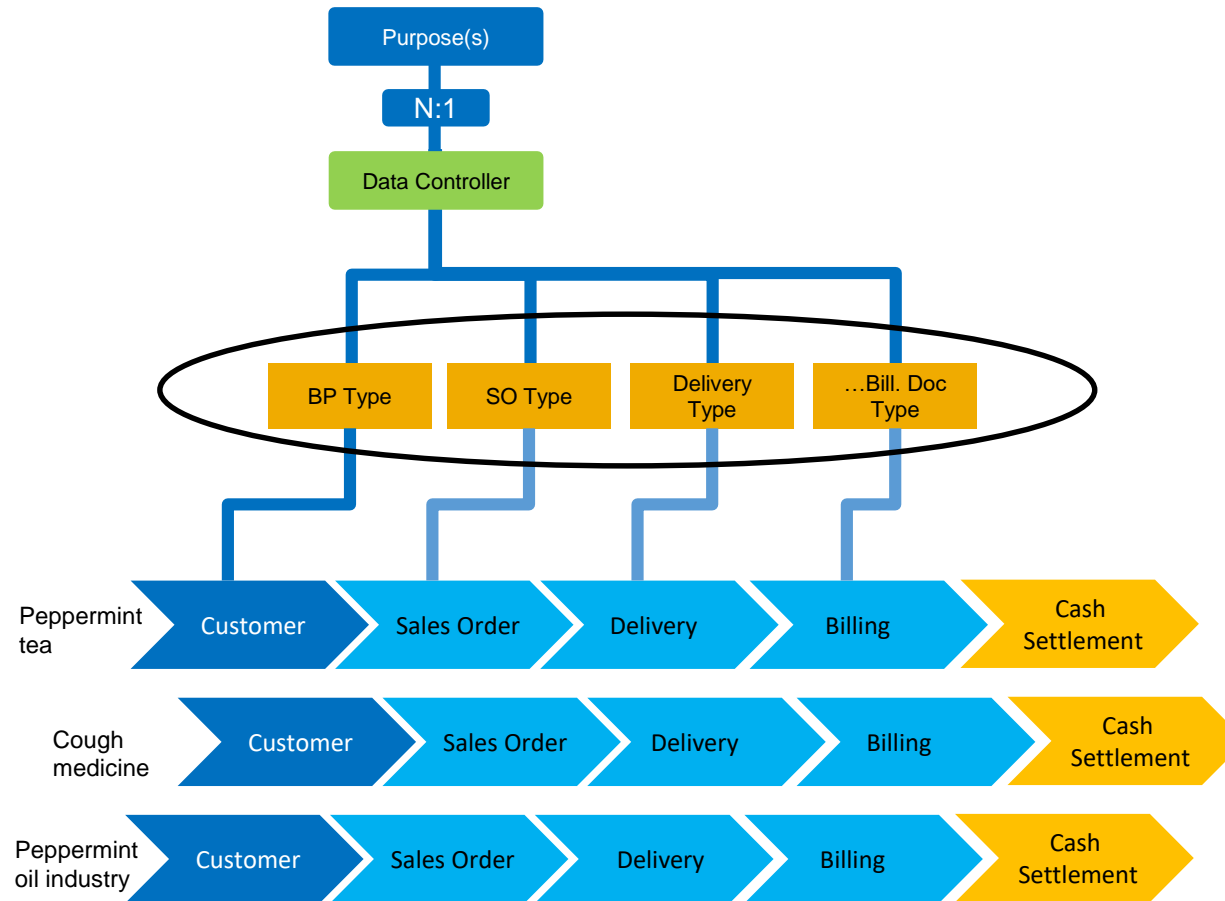 Purpose(s)
N:1
Data Controller
BP Type
SO Type
Delivery
Type
…Bill. Doc
Type
Peppermint
tea
Customer
Sales Order
Delivery
Billing
Cash
Settlement
Cough
medicine
Customer
Sales Order
Delivery
Billing
Cash
Settlement
Peppermint
oil industry
Customer
Sales Order
Delivery
Billing
Cash
Settlement